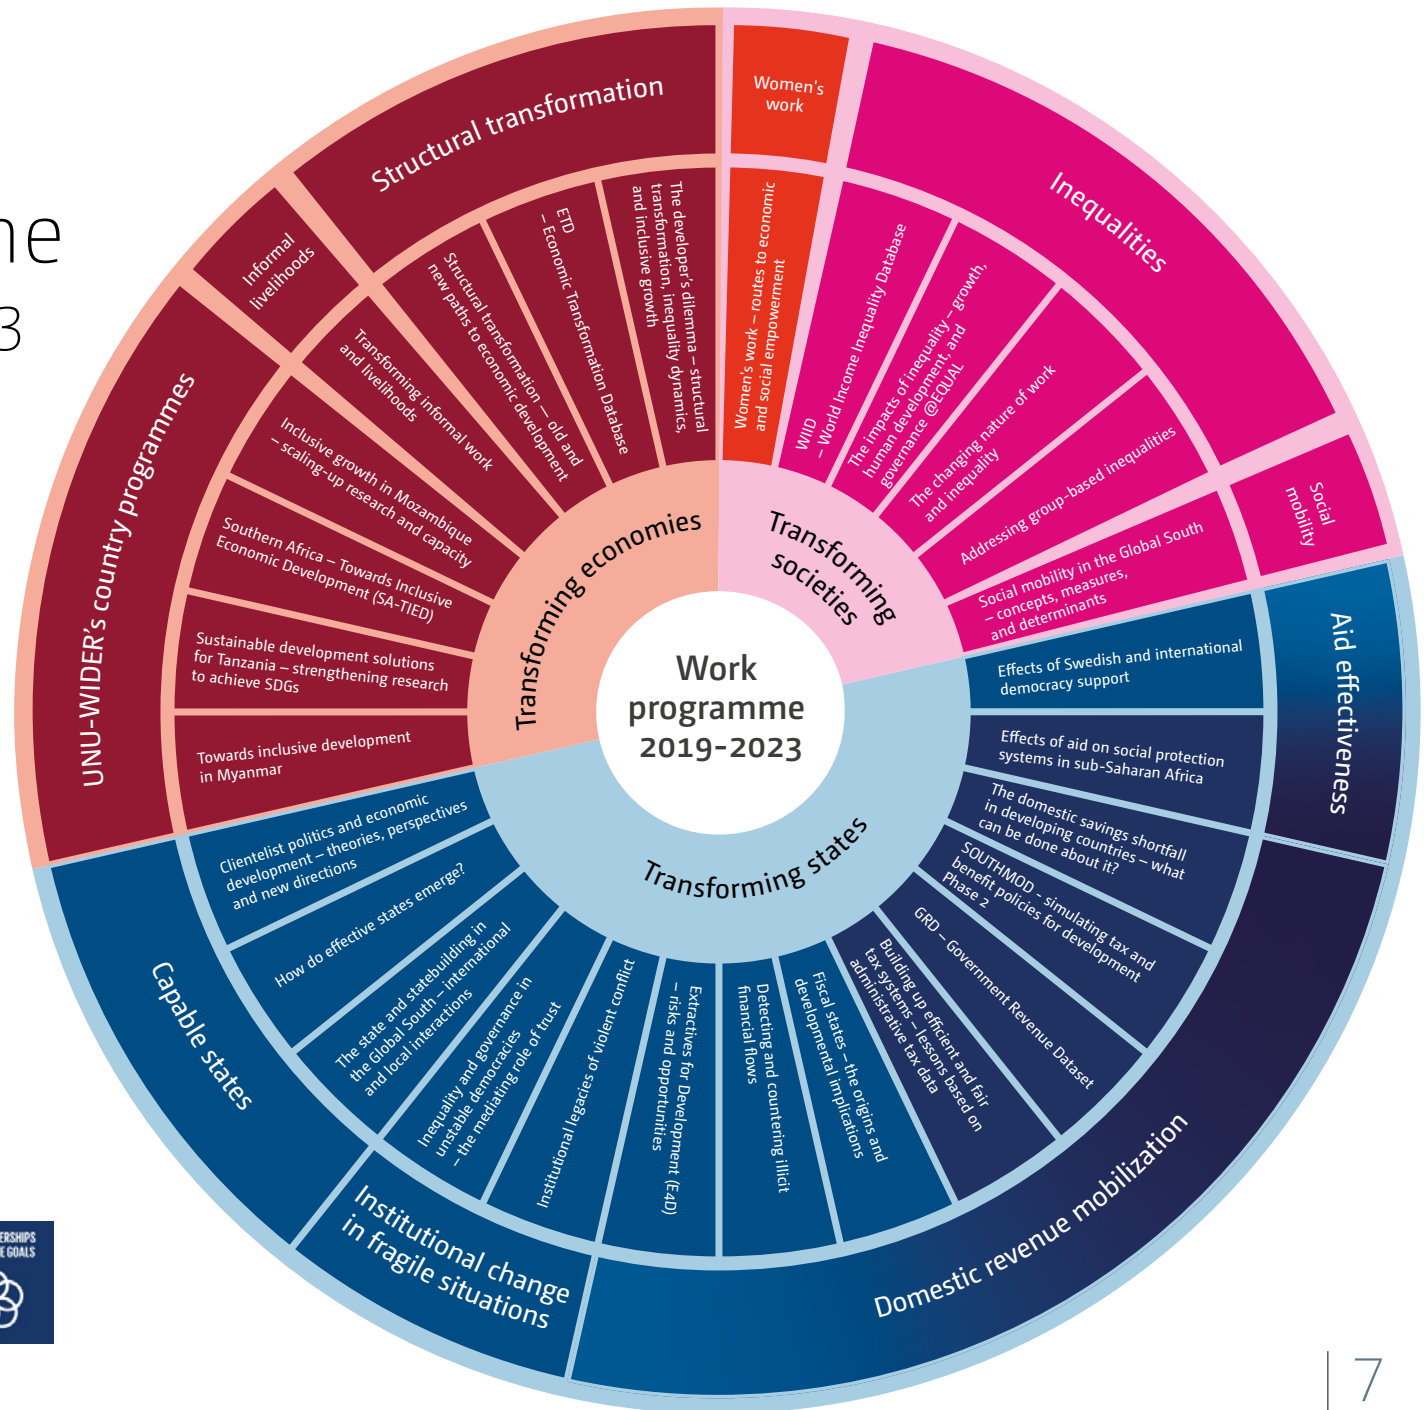 ne
3
Work
programme
2019-2023
Transforming economies
Structural transformation
The developer's dilemma – structural
transformation, inequality dynamics,
and inclusive growth
ETD
– Economic Transformation Database
Structural transformation – old and
new paths to economic development
Informal
livelihoods
Transforming informal work
and livelihoods
UNU-WIDER's country programmes
Inclusive growth in Mozambique
– scaling-up research and capacity
Southern Africa – Towards Inclusive
Economic Development (SA-TIED)
Sustainable development solutions
for Tanzania – strengthening research
to achieve SDGs
Towards inclusive development
in Myanmar
Transforming
societies
Women's
work
Women's work – routes to economic
and social empowerment
Inequalities
WIID
– World Income Inequality Database
The impacts of inequality – growth,
human development, and
governance @EQUAL
The changing nature of work
and inequality
Addressing group-based inequalities
Social
mobility
Social mobility in the Global South
– concepts, measures,
and determinants
Transforming states
Aid effectiveness
Effects of Swedish and international
democracy support
Effects of aid on social protection
systems in sub-Saharan Africa
Domestic revenue mobilization
The domestic savings shortfall
in developing countries – what
can be done about it?
SOUTHMOD - simulating tax and
benefit policies for development
Phase 2
GRD – Government Revenue Dataset
Building up efficient and fair
tax systems – lessons based on
administrative tax data
Fiscal states – the origins and
developmental implications
Detecting and countering illicit
financial flows
Extractives for Development (E4D)
– risks and opportunities
Institutional change
in fragile situations
Institutional legacies of violent conflict
Inequality and governance in
unstable democracies
– the mediating role of trust
Capable states
The state and statebuilding in
the Global South – international
and local interactions
How do effective states emerge?
Clientelist politics and economic
development – theories, perspectives
and new directions
ERSHIPS
E GOALS
7